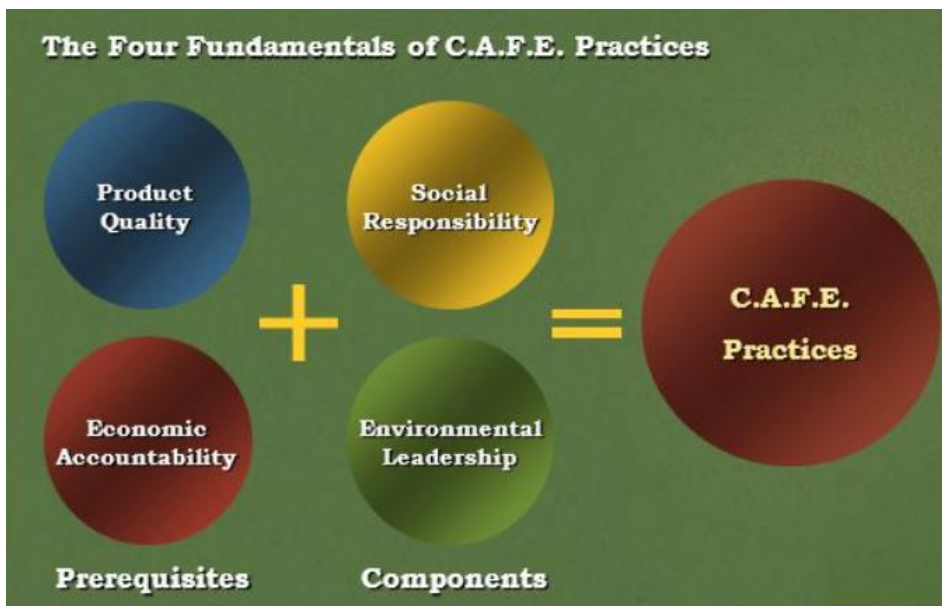 The Four Fundamentals of C.A.F.E. Practices
Product
Quality
Social
Responsibility
C.A.F.E.
Practices
Economic
Accountability
Environmental
Leadership
Prerequisites
Components